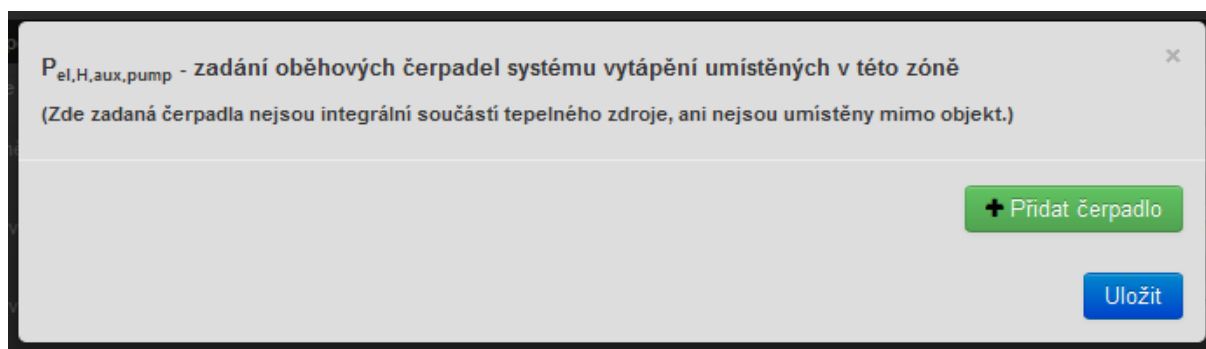 P_el,H,aux,pump - zadání oběhových čerpadel systému vytápění umístěných v této zóně
×
(Zde zadaná čerpadla nejsou integrální součástí tepelného zdroje, ani nejsou umístěny mimo objekt.)
+ Přidat čerpadlo
Uložit